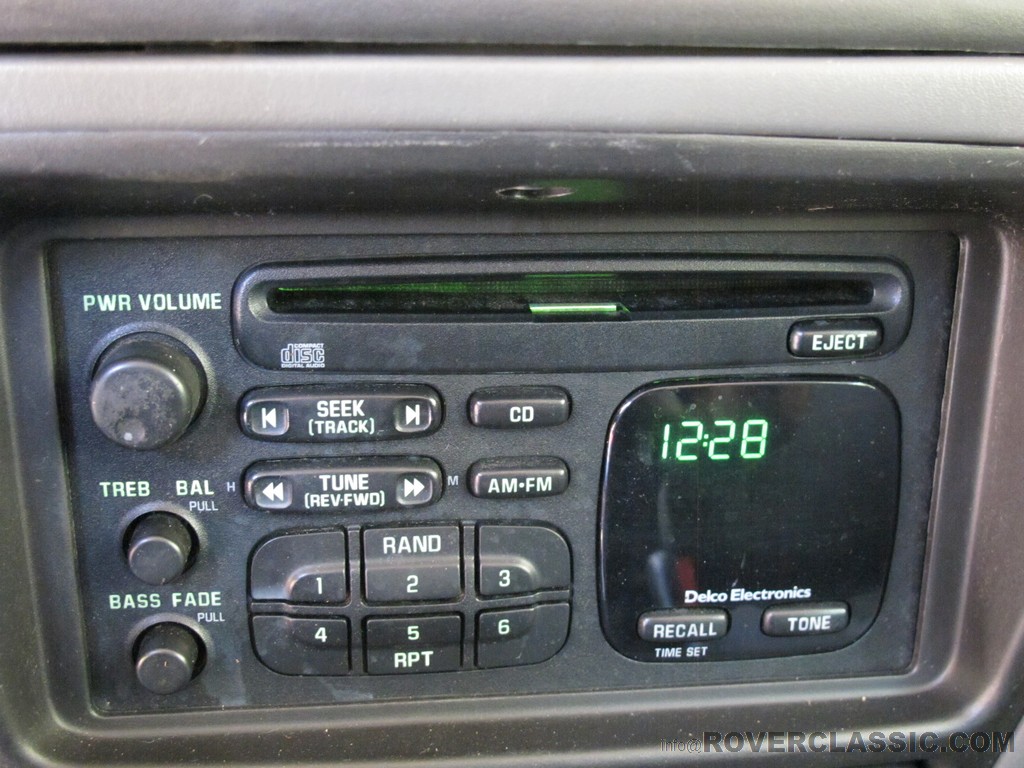 PWR VOLUME
COMPACT
disc
DIGITAL AUDIO
EJECT
SEEK
(TRACK)
CD
12:28
TREB BAL
PULL
H
TUNE
(REV·FWD)
M
AM·FM
RAND
1
2
3
BASS FADE
PULL
4
5
6
RPT
Delco Electronics
RECALL
TONE
TIME SET
info@ROVERCLASSIC.COM